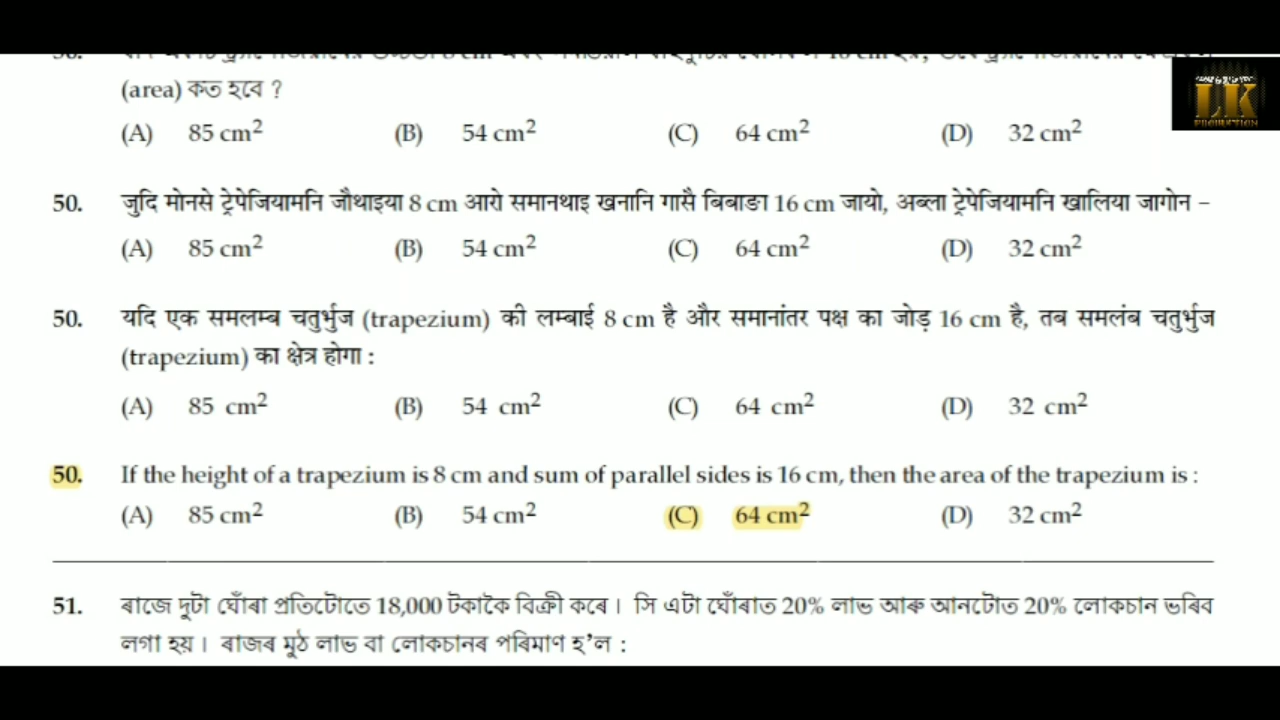 (area) কত হবে ?
(A) 85 cm² (B) 54 cm² (C) 64 cm² (D) 32 cm²
50. जुदि मोनसे ट्रेपेजियामनि जौथाइया 8 cm आरो समानथाइ खनानि गासै बिबाङा 16 cm जायो, अब्ला ट्रेपेजियामनि खालिया जागोन –
(A) 85 cm² (B) 54 cm² (C) 64 cm² (D) 32 cm²
50. यदि एक समलम्ब चतुर्भुज (trapezium) की लम्बाई 8 cm है और समानांतर पक्ष का जोड़ 16 cm है, तब समलंब चतुर्भुज
(trapezium) का क्षेत्र होगा :
(A) 85 cm² (B) 54 cm² (C) 64 cm² (D) 32 cm²
50. If the height of a trapezium is 8 cm and sum of parallel sides is 16 cm, then the area of the trapezium is :
(A) 85 cm² (B) 54 cm² (C) 64 cm² (D) 32 cm²
51. ৰাজে দুটা ঘোঁৰা প্ৰতিটোতে 18,000 টকাকৈ বিক্ৰী কৰে। সি এটা ঘোঁৰাত 20% লাভ আৰু আনটোত 20% লোকচান ভৰিব
লগা হয়। ৰাজৰ মুঠ লাভ বা লোকচানৰ পৰিমাণ হ’ল :
LK
PRODUCTION